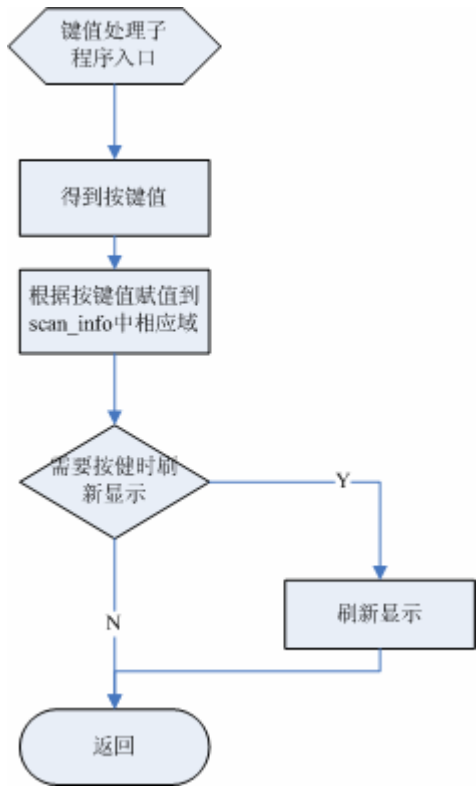 键值处理子
程序入口
得到按键值
根据按键值赋值到
scan_info中相应域
需要按健时刷
新显示
Y
刷新显示
N
返回